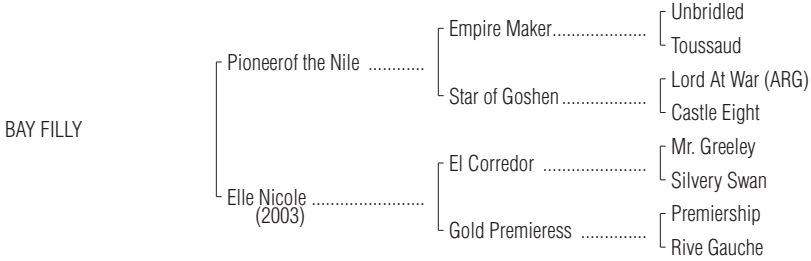 Unbridled
Empire Maker....................
Toussaud
Pioneerof the Nile ............
Lord At War (ARG)
Star of Goshen..................
Castle Eight
BAY FILLY
Mr. Greeley
El Corredor ......................
Silvery Swan
Elle Nicole ........................
(2003)
Premiership
Gold Premieress ..............
Rive Gauche